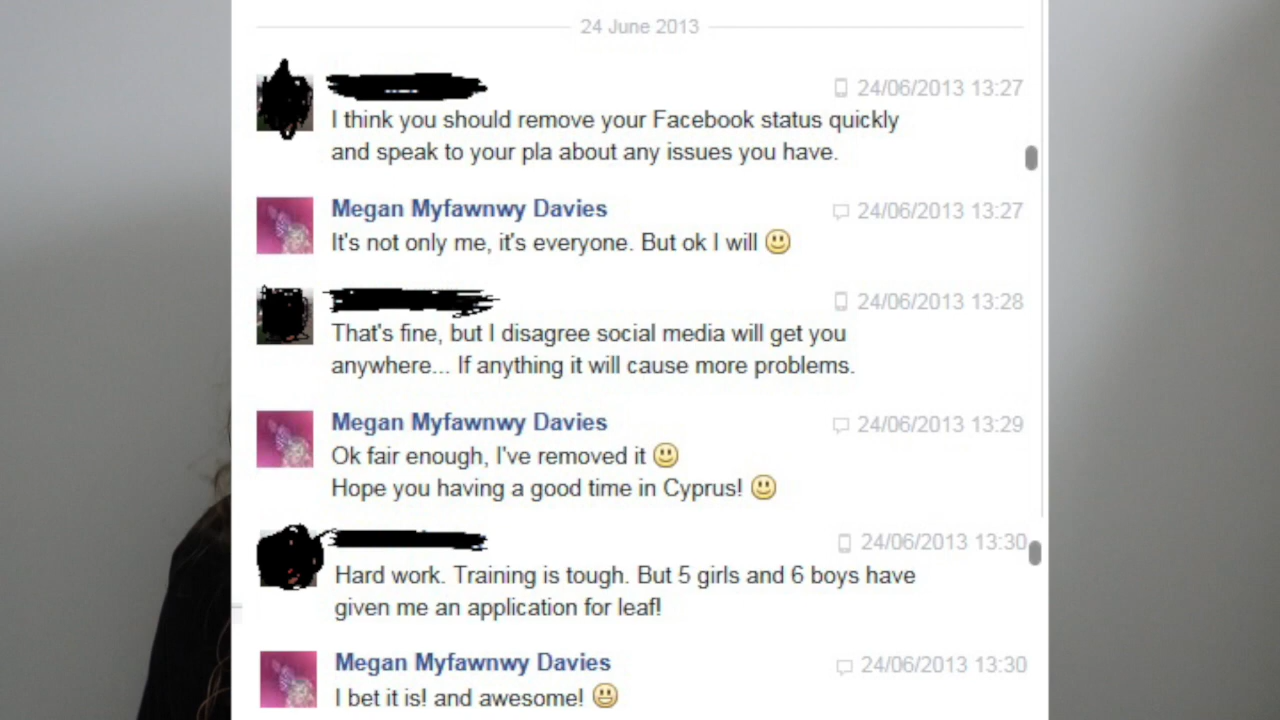 24 June 2013
24/06/2013 13:27
I think you should remove your Facebook status quickly
and speak to your pla about any issues you have.
Megan Myfawnwy Davies 24/06/2013 13:27
It's not only me, it's everyone. But ok I will
24/06/2013 13:28
That's fine, but I disagree social media will get you
anywhere... If anything it will cause more problems.
Megan Myfawnwy Davies 24/06/2013 13:29
Ok fair enough, I've removed it
Hope you having a good time in Cyprus!
24/06/2013 13:30
Hard work. Training is tough. But 5 girls and 6 boys have
given me an application for leaf!
Megan Myfawnwy Davies 24/06/2013 13:30
I bet it is! and awesome!